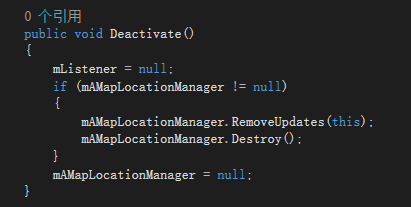 0 个引用
public void Deactivate()
{
mListener = null;
if (mAMapLocationManager != null)
{
mAMapLocationManager.RemoveUpdates(this);
mAMapLocationManager.Destroy();
}
mAMapLocationManager = null;
}